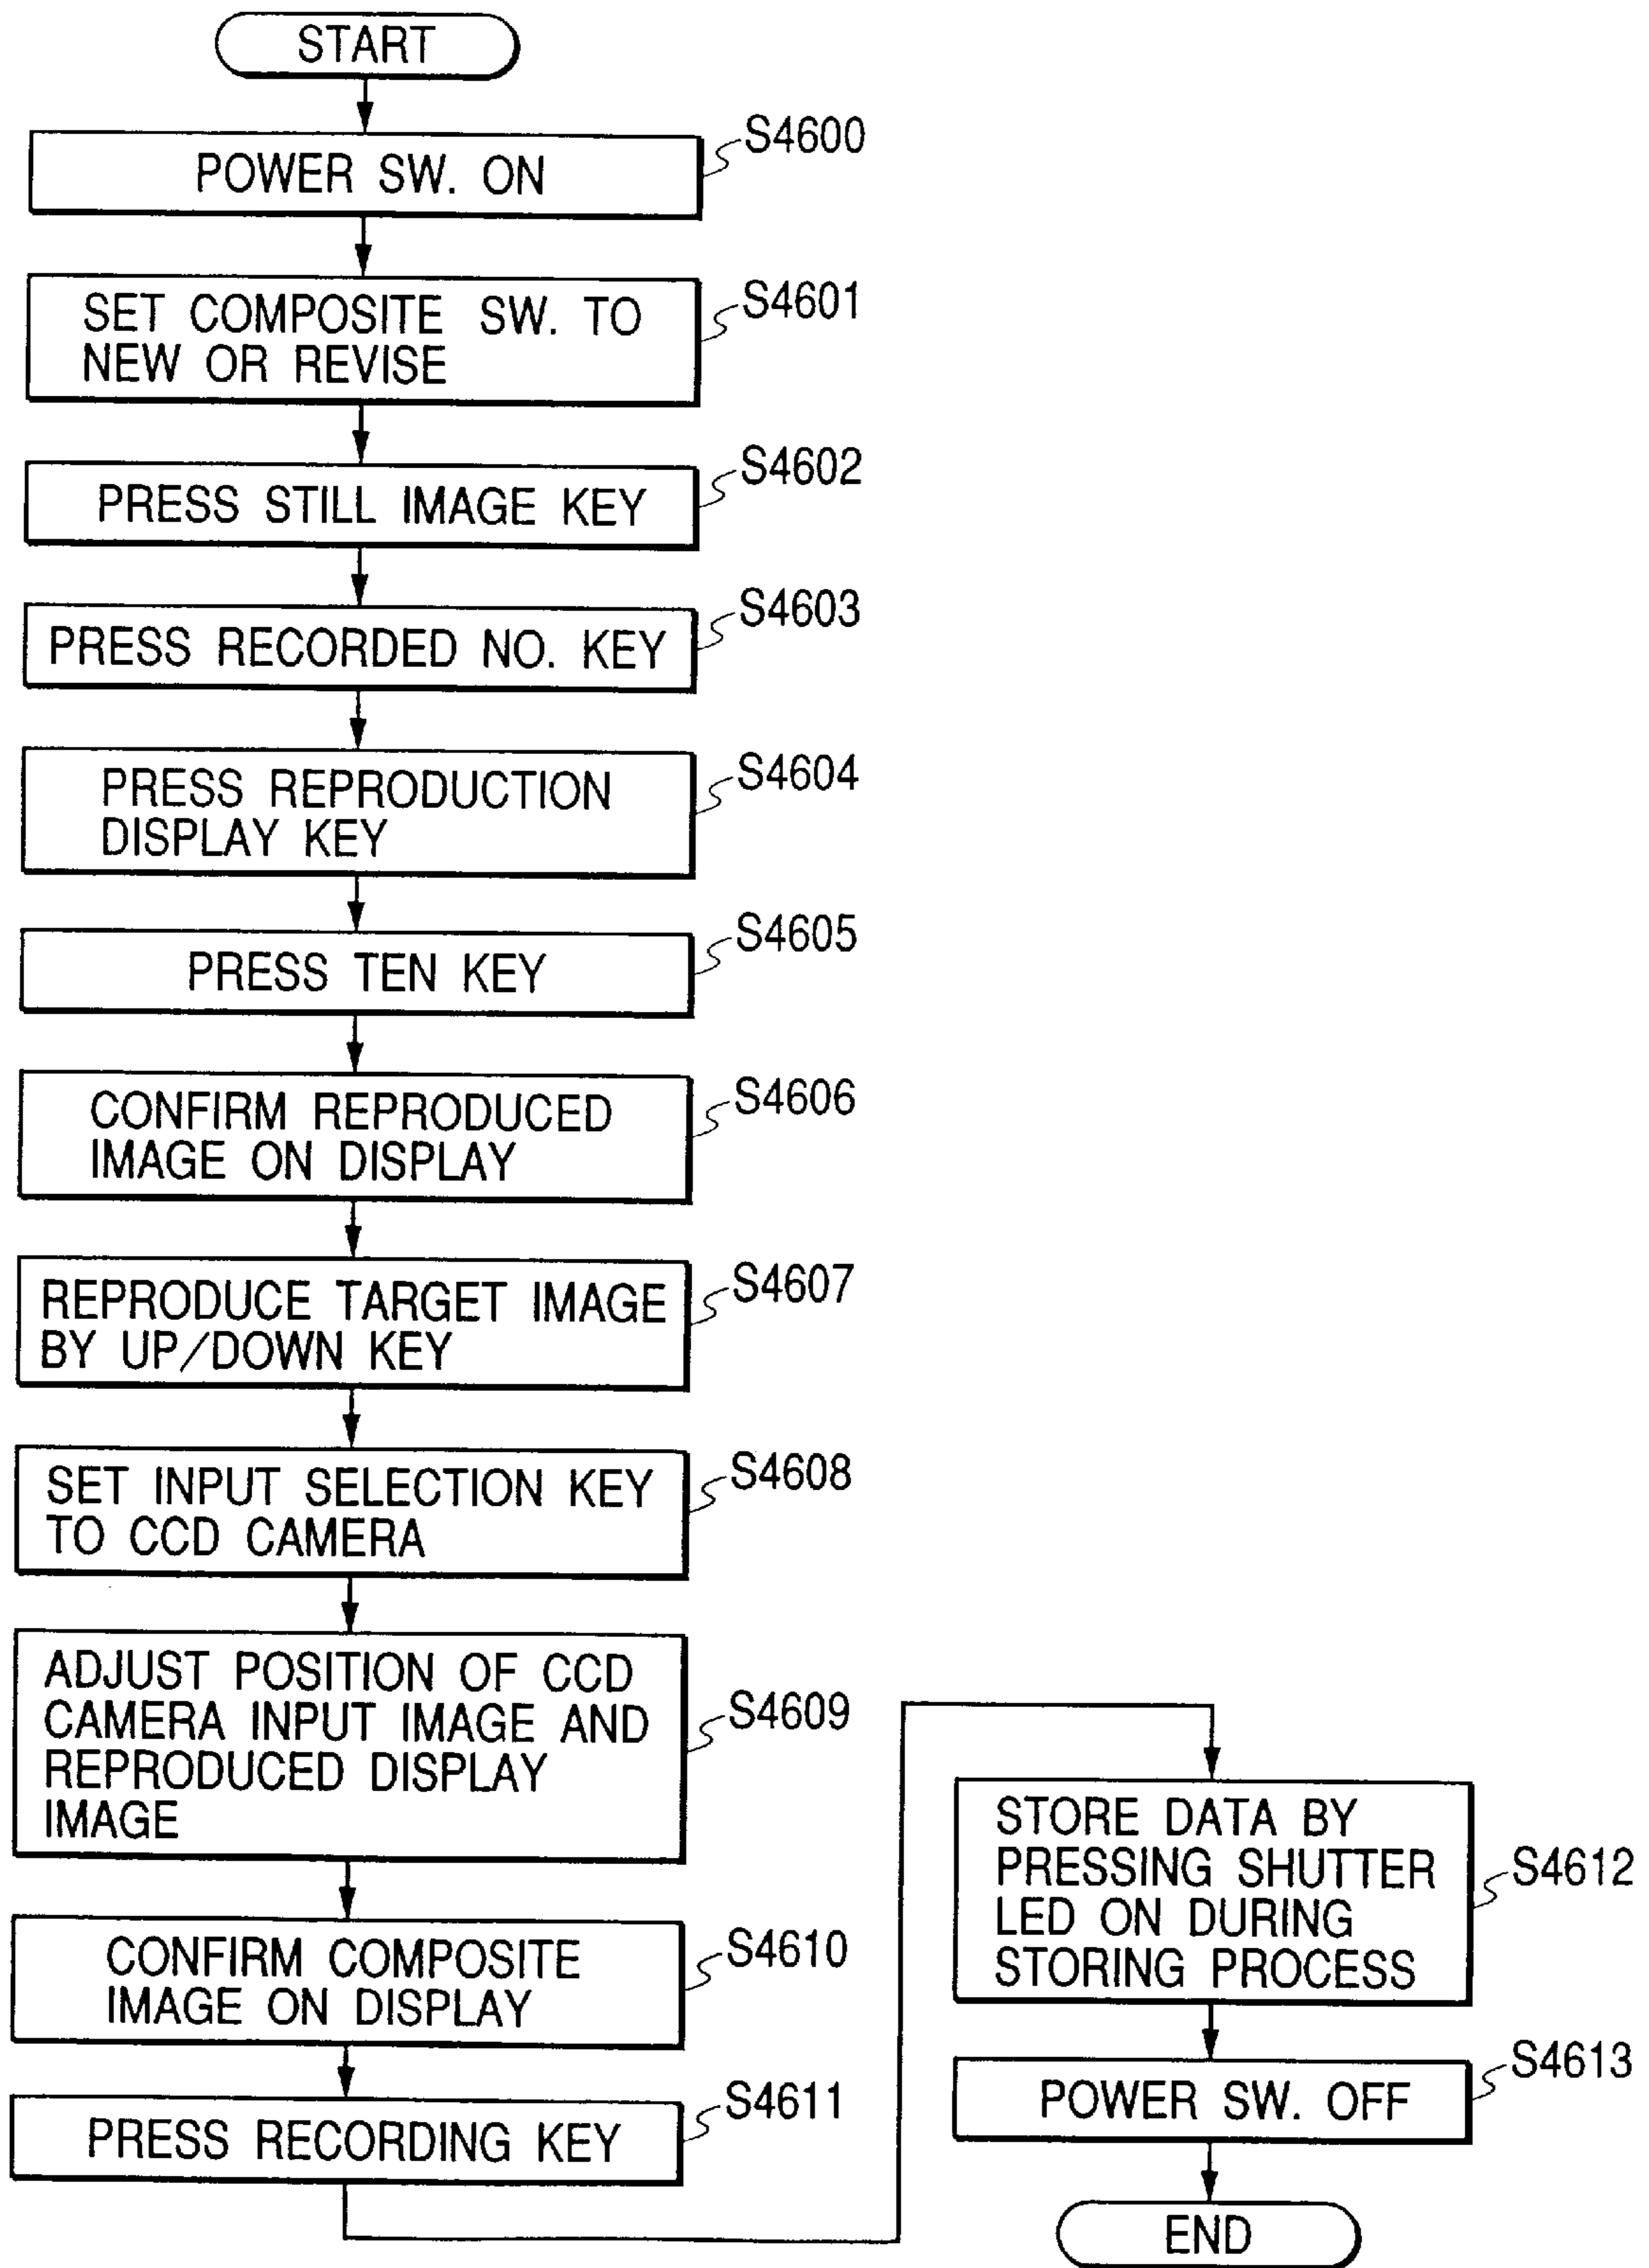 START
POWER SW. ON
S4600
SET COMPOSITE SW. TO
NEW OR REVISE
S4601
PRESS STILL IMAGE KEY
S4602
PRESS RECORDED NO. KEY
S4603
PRESS REPRODUCTION
DISPLAY KEY
S4604
PRESS TEN KEY
S4605
CONFIRM REPRODUCED
IMAGE ON DISPLAY
S4606
REPRODUCE TARGET IMAGE
BY UP/DOWN KEY
S4607
SET INPUT SELECTION KEY
TO CCD CAMERA
S4608
ADJUST POSITION OF CCD
CAMERA INPUT IMAGE AND
REPRODUCED DISPLAY
IMAGE
S4609
CONFIRM COMPOSITE
IMAGE ON DISPLAY
S4610
PRESS RECORDING KEY
S4611
STORE DATA BY
PRESSING SHUTTER
LED ON DURING
STORING PROCESS
S4612
POWER SW. OFF
S4613
END